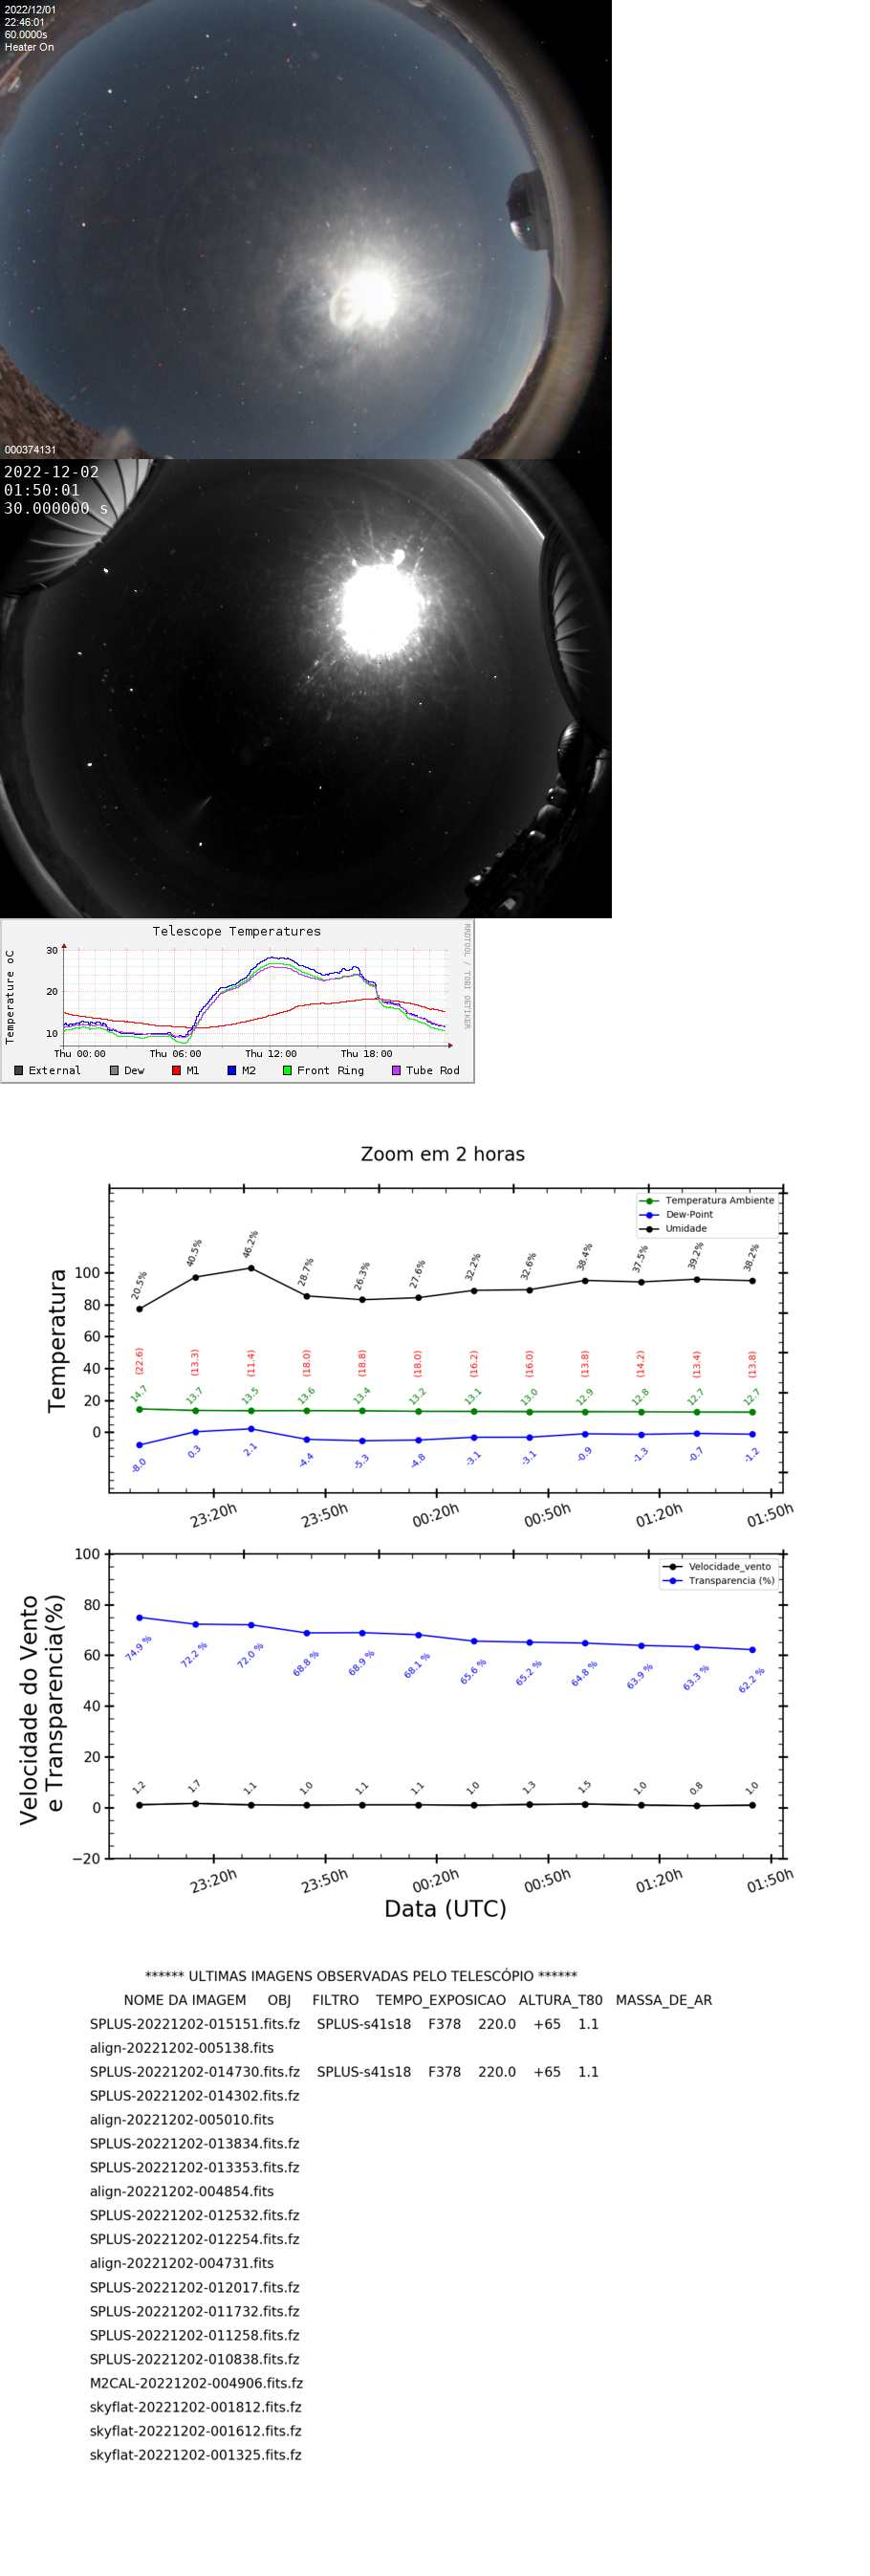 2022/12/01
22:46:01
60.0000s
Heater On
000374131
2022-12-02
01:50:01
30.000000 s
Telescope Temperatures
RRDTOOL / TOBI OETIKER
Temperature oC
30
20
10
Thu 00:00 Thu 06:00 Thu 12:00 Thu 18:00
External Dew M1 M2 Front Ring Tube Rod
Zoom em 2 horas
Temperatura Ambiente
Dew-Point
Umidade
Temperatura
100
80
60
40
20
0
20.5% 40.5% 46.2% 28.7% 26.3% 27.6% 32.2% 32.6% 38.4% 37.5% 39.2% 38.2%
(22.6) (13.3) (11.4) (18.0) (18.8) (18.0) (16.2) (16.0) (13.8) (14.2) (13.4) (13.8)
14.7 13.7 13.5 13.6 13.4 13.2 13.1 13.0 12.9 12.8 12.7 12.7
-8.0 0.3 2.1 -4.4 -5.3 -4.8 -3.1 -3.1 -0.9 -1.3 -0.7 -1.2
23:20h 23:50h 00:20h 00:50h 01:20h 01:50h
Velocidade_vento
Transparencia (%)
Velocidade do Vento
e Transparencia(%)
100
80
60
40
20
0
−20
74.9 % 72.2 % 72.0 % 68.8 % 68.9 % 68.1 % 65.6 % 65.2 % 64.8 % 63.9 % 63.3 % 62.2 %
1.2 1.7 1.1 1.0 1.1 1.1 1.0 1.3 1.5 1.0 0.8 1.0
23:20h 23:50h 00:20h 00:50h 01:20h 01:50h
Data (UTC)
****** ULTIMAS IMAGENS OBSERVADAS PELO TELESCÓPIO ******
NOME DA IMAGEM OBJ FILTRO TEMPO_EXPOSICAO ALTURA_T80 MASSA_DE_AR
SPLUS-20221202-015151.fits.fz SPLUS-s41s18 F378 220.0 +65 1.1
align-20221202-005138.fits
SPLUS-20221202-014730.fits.fz SPLUS-s41s18 F378 220.0 +65 1.1
SPLUS-20221202-014302.fits.fz
align-20221202-005010.fits
SPLUS-20221202-013834.fits.fz
SPLUS-20221202-013353.fits.fz
align-20221202-004854.fits
SPLUS-20221202-012532.fits.fz
SPLUS-20221202-012254.fits.fz
align-20221202-004731.fits
SPLUS-20221202-012017.fits.fz
SPLUS-20221202-011732.fits.fz
SPLUS-20221202-011258.fits.fz
SPLUS-20221202-010838.fits.fz
M2CAL-20221202-004906.fits.fz
skyflat-20221202-001812.fits.fz
skyflat-20221202-001612.fits.fz
skyflat-20221202-001325.fits.fz